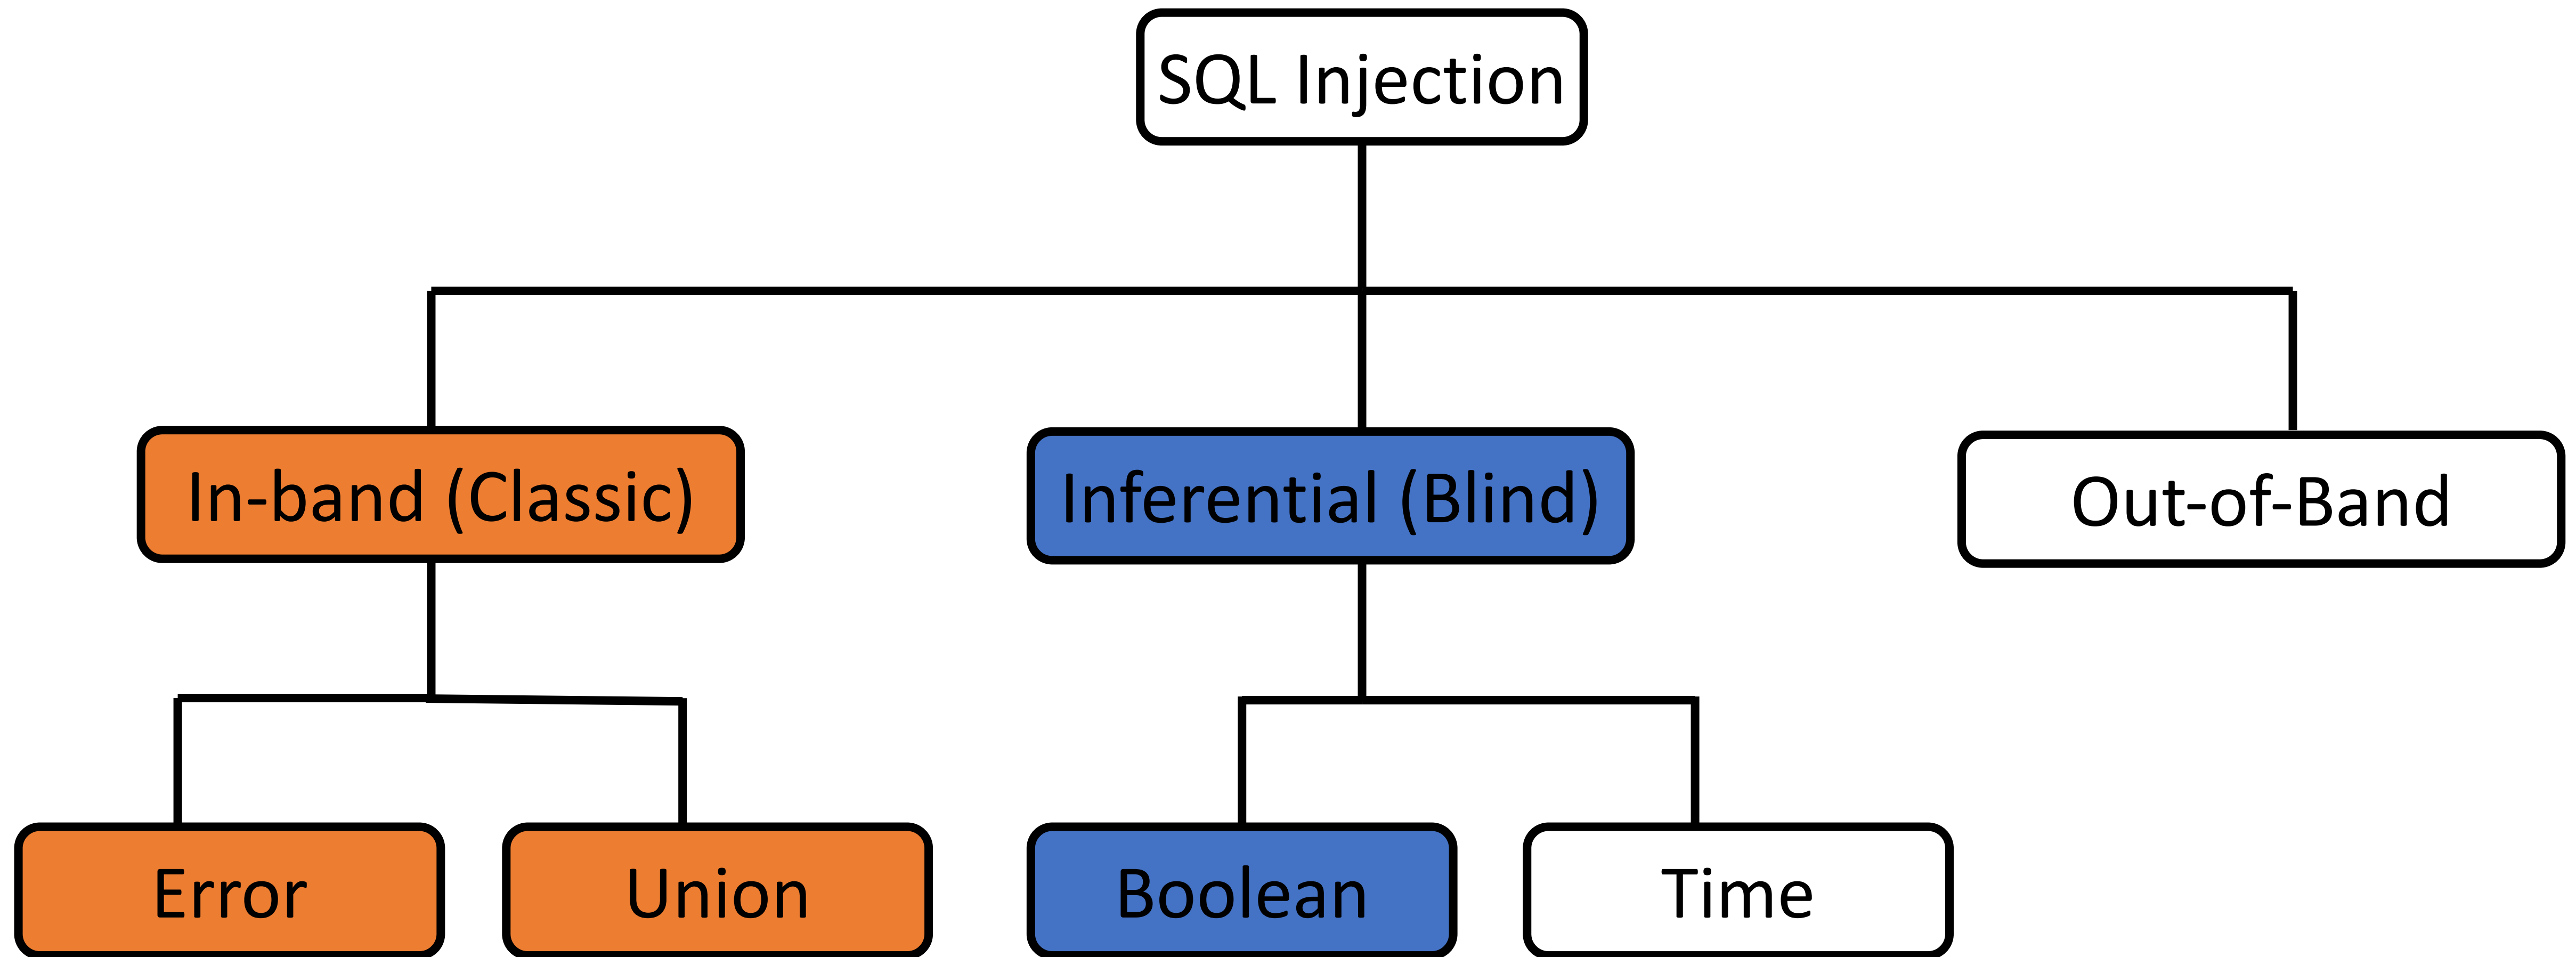 SQL Injection
In-band (Classic)
Inferential (Blind)
Out-of-Band
Error
Union
Boolean
Time